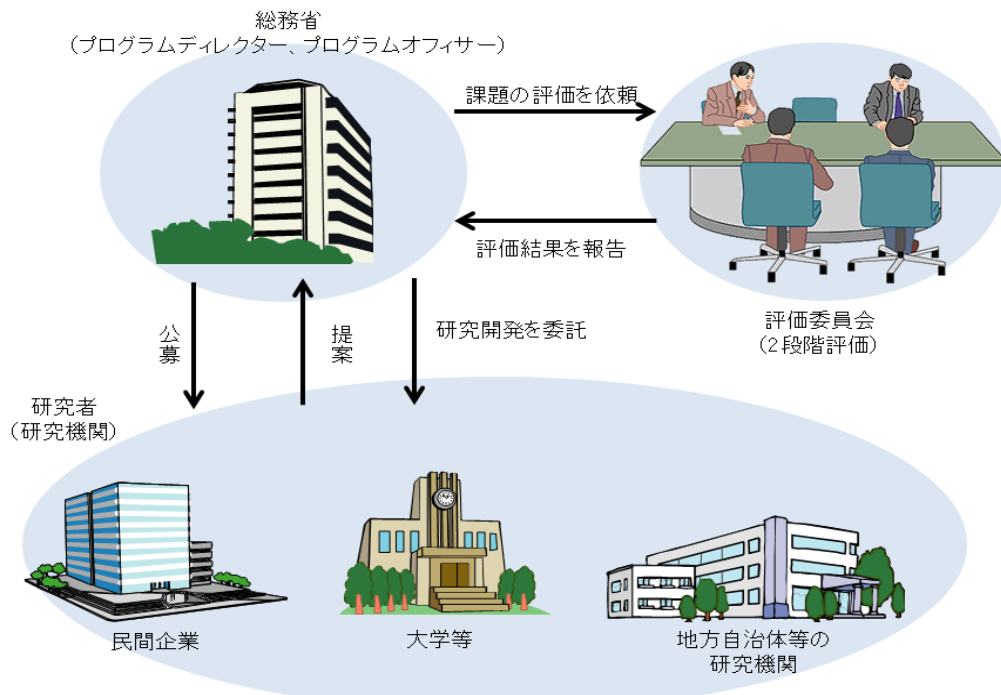 総務省
(プログラムディレクター、プログラムオフィサー)
課題の評価を依頼
評価結果を報告
評価委員会
(2段階評価)
公募
提案
研究開発を委託
研究者
(研究機関)
民間企業
大学等
地方自治体等の
研究機関